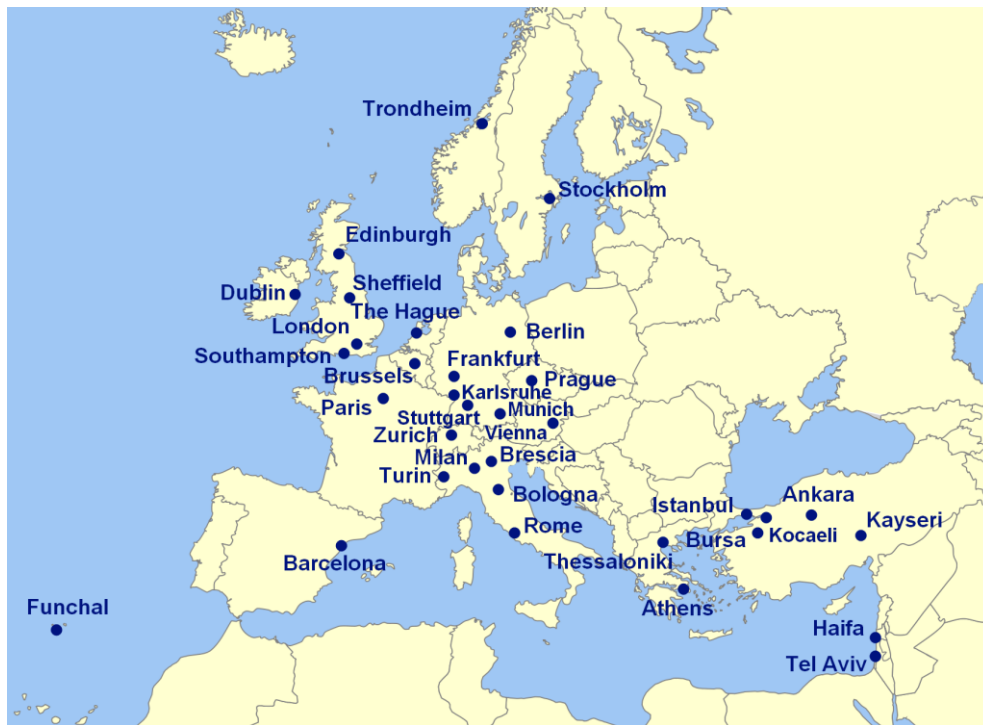 Trondheim
Stockholm
Edinburgh
Sheffield
Dublin
The Hague
London
Berlin
Southampton
Frankfurt
Brussels
Prague
Karlsruhe
Paris
Munich
Stuttgart
Zurich
Vienna
Milan
Brescia
Turin
Bologna
Istanbul
Ankara
Rome
Kayseri
Bursa
Kocaeli
Barcelona
Thessaloniki
Funchal
Athens
Haifa
Tel Aviv